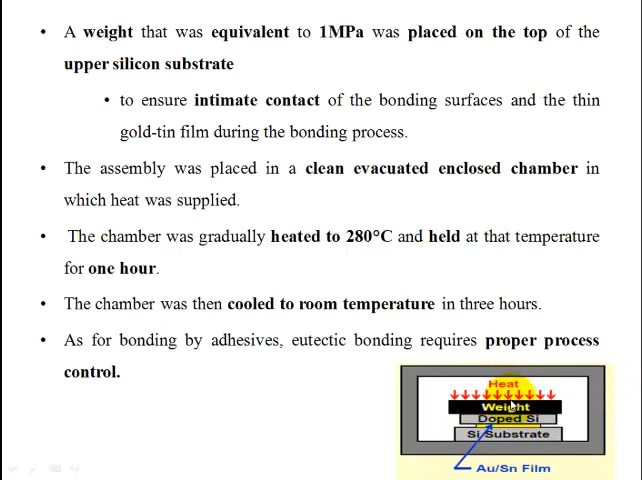 • A weight that was equivalent to 1MPa was placed on the top of the
upper silicon substrate
• to ensure intimate contact of the bonding surfaces and the thin
gold-tin film during the bonding process.
• The assembly was placed in a clean evacuated enclosed chamber in
which heat was supplied.
• The chamber was gradually heated to 280°C and held at that temperature
for one hour.
• The chamber was then cooled to room temperature in three hours.
• As for bonding by adhesives, eutectic bonding requires proper process
control.
Heat
Weight
Doped Si
Si Substrate
Au/Sn Film